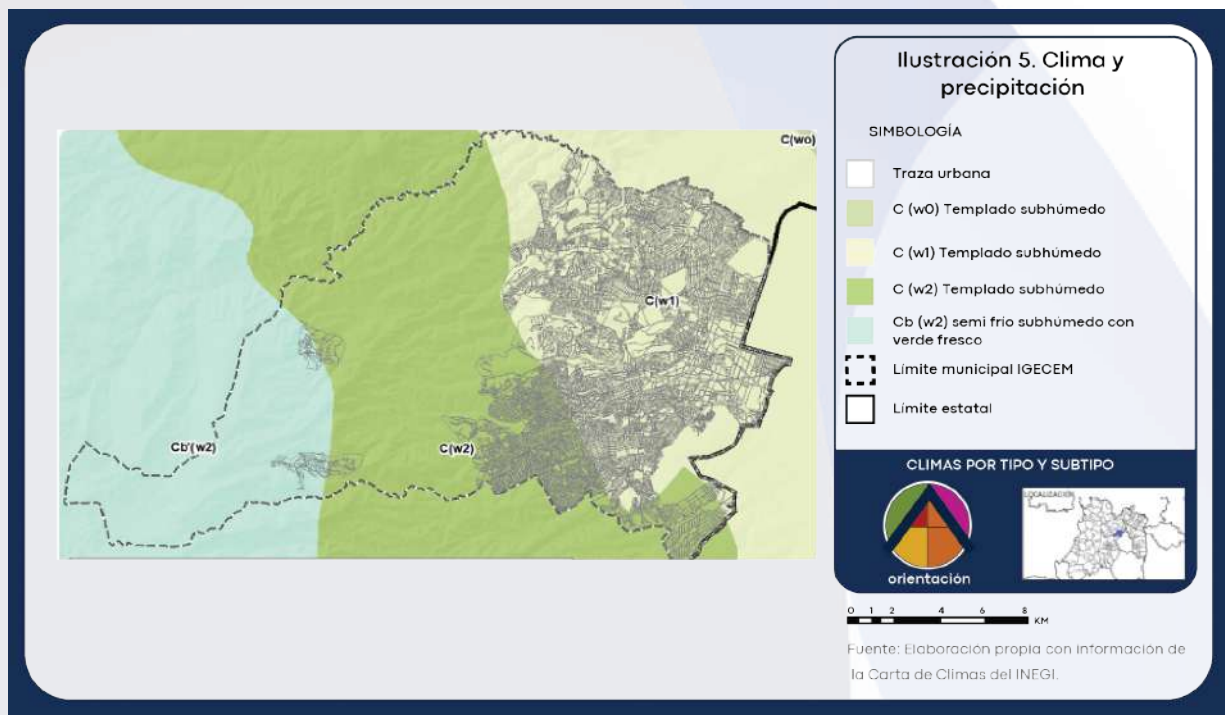 Ilustración 5. Clima y
precipitación
SIMBOLOGÍA
Traza urbana
C (w0) Templado subhúmedo
C (w1) Templado subhúmedo
C (w2) Templado subhúmedo
Cb (w2) semi frío subhúmedo con
verde fresco
Límite municipal IGECEM
Límite estatal
CLIMAS POR TIPO Y SUBTIPO
orientación
LOCALIZACIÓN
0 1 2 4 6 8
KM
Fuente: Elaboración propia con información de
la Carta de Climas del INEGI.
C(wo)
C(w1)
C(w2)
Cb'(w2)